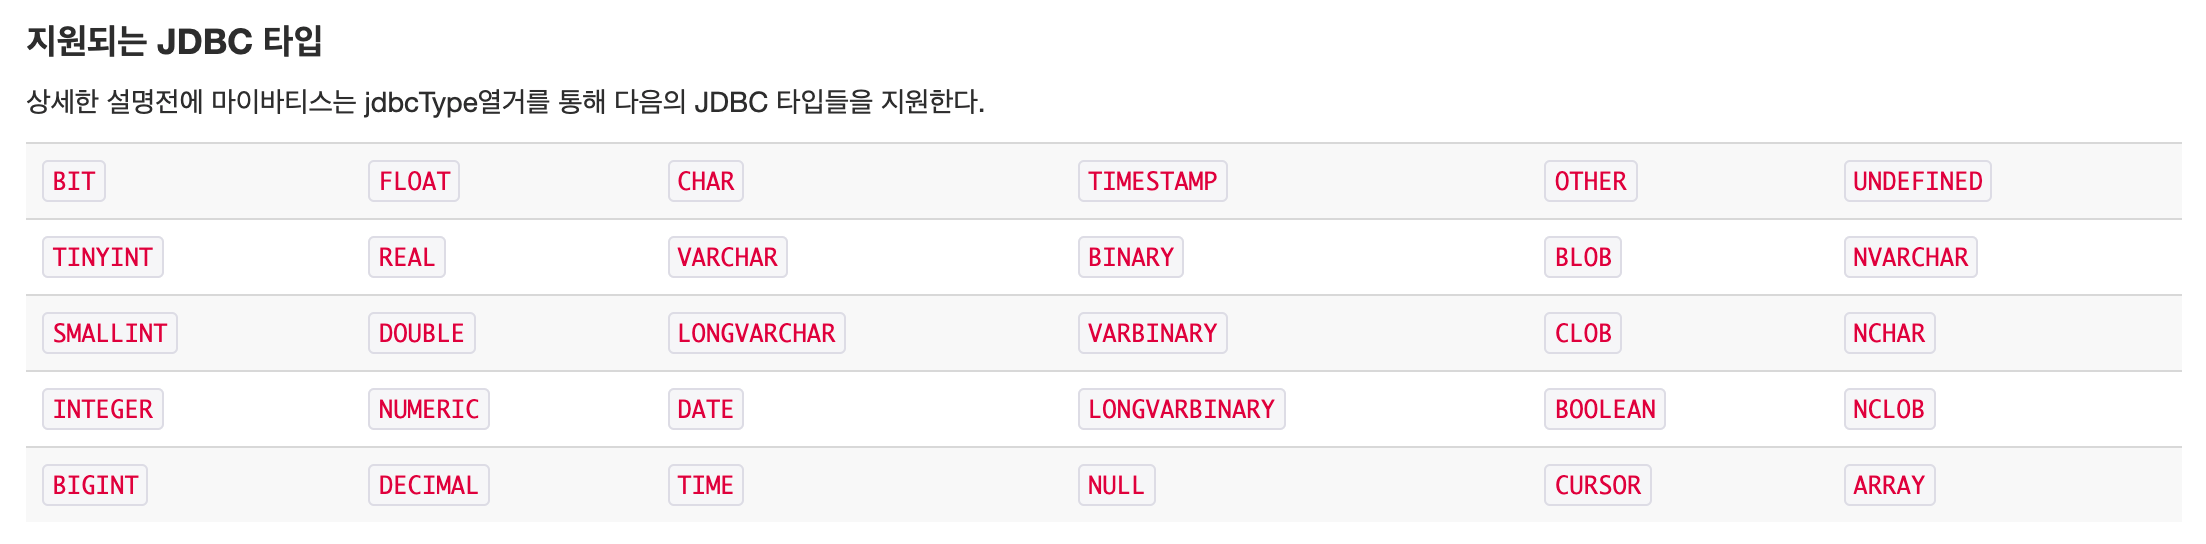 지원되는 JDBC 타입
상세한 설명전에 마이바티스는 jdbcType열거를 통해 다음의 JDBC 타입들을 지원한다.
BIT FLOAT CHAR TIMESTAMP OTHER UNDEFINED
TINYINT REAL VARCHAR BINARY BLOB NVARCHAR
SMALLINT DOUBLE LONGVARCHAR VARBINARY CLOB NCHAR
INTEGER NUMERIC DATE LONGVARBINARY BOOLEAN NCLOB
BIGINT DECIMAL TIME NULL CURSOR ARRAY